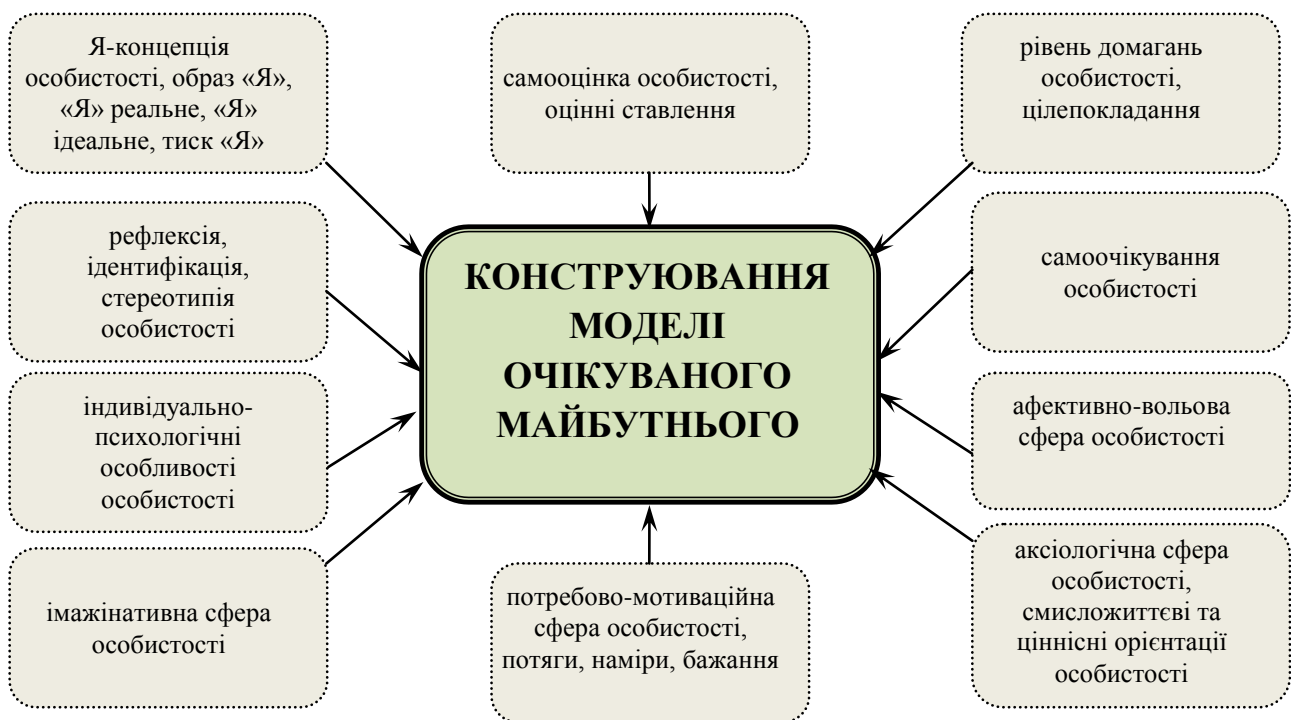 Я-концепція
особистості, образ «Я»,
«Я» реальне, «Я»
ідеальне, тиск «Я»
самооцінка особистості,
оцінні ставлення
рівень домагань
особистості,
цілепокладання
рефлексія,
ідентифікація,
стереотипія
особистості
КОНСТРУЮВАННЯ
МОДЕЛІ
ОЧІКУВАНОГО
МАЙБУТНЬОГО
самоочікування
особистості
індивідуально-
психологічні
особливості
особистості
афективно-вольова
сфера особистості
імажінативна сфера
особистості
потребово-мотиваційна
сфера особистості,
потяги, наміри, бажання
аксіологічна сфера
особистості,
смисложиттєві та
ціннісні орієнтації
особистості